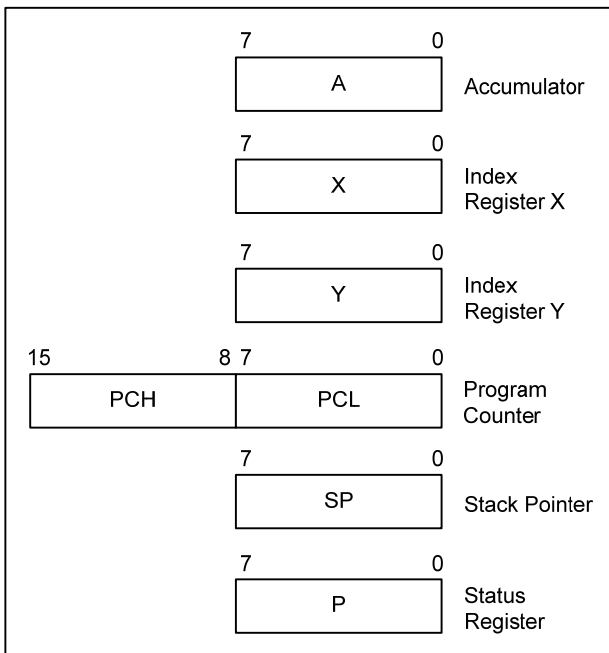 7 0
A
Accumulator
7 0
X
Index
Register X
7 0
Y
Index
Register Y
15 8 7 0
PCH PCL
Program
Counter
7 0
SP
Stack Pointer
7 0
P
Status
Register